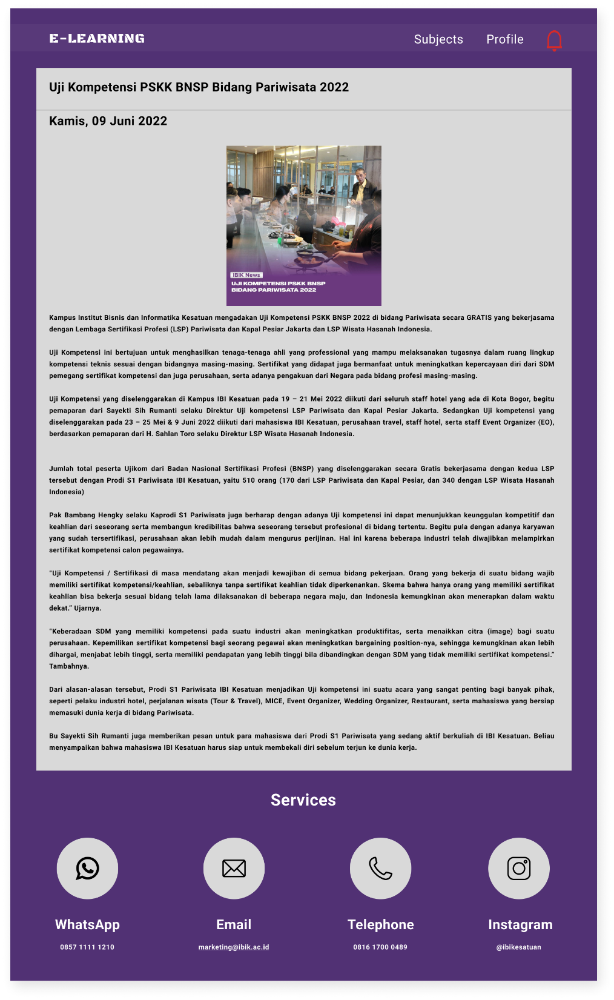 E-LEARNING
Subjects
Profile
Uji Kompetensi PSKK BNSP Bidang Pariwisata 2022
Kamis, 09 Juni 2022
IBIK News
UJI KOMPETENSI PSKK BNSP
BIDANG PARIWISATA 2022
Kampus Institut Bisnis dan Informatika Kesatuan mengadakan Uji Kompetensi PSKK BNSP 2022 di bidang Pariwisata secara GRATIS yang bekerjasama
dengan Lembaga Sertifikasi Profesi (LSP) Pariwisata dan Kapal Pesiar Jakarta dan LSP Wisata Hasanah Indonesia.
Uji Kompetensi ini bertujuan untuk menghasilkan tenaga-tenaga ahli yang professional yang mampu melaksanakan tugasnya dalam ruang lingkup
kompetensi teknis sesuai dengan bidangnya masing-masing. Sertifikat yang didapat juga bermanfaat untuk meningkatkan kepercayaan diri dari SDM
pemegang sertifikat kompetensi dan juga perusahaan, serta adanya pengakuan dari Negara pada bidang profesi masing-masing.
Uji Kompetensi yang diselenggarakan di Kampus IBI Kesatuan pada 19 – 21 Mei 2022 diikuti dari seluruh staff hotel yang ada di Kota Bogor, begitu
pemaparan dari Sayekti Sih Rumanti selaku Direktur Uji kompetensi LSP Pariwisata dan Kapal Pesiar Jakarta. Sedangkan Uji kompetensi yang
diselenggarakan pada 23 – 25 Mei & 9 Juni 2022 diikuti dari mahasiswa IBI Kesatuan, perusahaan travel, staff hotel, serta staff Event Organizer (EO),
berdasarkan pemaparan dari H. Sahlan Toro selaku Direktur LSP Wisata Hasanah Indonesia.
Jumlah total peserta Ujikom dari Badan Nasional Sertifikasi Profesi (BNSP) yang diselenggarakan secara Gratis bekerjasama dengan kedua LSP
tersebut dengan Prodi S1 Pariwisata IBI Kesatuan, yaitu 510 orang (170 dari LSP Pariwisata dan Kapal Pesiar, dan 340 dengan LSP Wisata Hasanah
Indonesia)
Pak Bambang Hengky selaku Kaprodi S1 Pariwisata juga berharap dengan adanya Uji kompetensi ini dapat menunjukkan keunggulan kompetitif dan
keahlian dari seseorang serta membangun kredibilitas bahwa seseorang tersebut profesional di bidang tertentu. Begitu pula dengan adanya karyawan
yang sudah tersertifikasi, perusahaan akan lebih mudah dalam mengurus perijinan. Hal ini karena beberapa industri telah diwajibkan melampirkan
sertifikat kompetensi calon pegawainya.
“Uji Kompetensi / Sertifikasi di masa mendatang akan menjadi kewajiban di semua bidang pekerjaan. Orang yang bekerja di suatu bidang wajib
memiliki sertifikat kompetensi/keahlian, sebaliknya tanpa sertifikat keahlian tidak diperkenankan. Skema bahwa hanya orang yang memiliki sertifikat
keahlian bisa bekerja sesuai bidang telah lama dilaksanakan di beberapa negara maju, dan Indonesia kemungkinan akan menerapkan dalam waktu
dekat.” Ujarnya.
“Keberadaan SDM yang memiliki kompetensi pada suatu industri akan meningkatkan produktifitas, serta menaikkan citra (image) bagi suatu
perusahaan. Kepemilikan sertifikat kompetensi bagi seorang pegawai akan meningkatkan bargaining position-nya, sehingga kemungkinan akan lebih
dihargai, menjabat lebih tinggi, serta memiliki pendapatan yang lebih tinggi bila dibandingkan dengan SDM yang tidak memiliki sertifikat kompetensi.”
Tambahnya.
Dari alasan-alasan tersebut, Prodi S1 Pariwisata IBI Kesatuan menjadikan Uji kompetensi ini suatu acara yang sangat penting bagi banyak pihak,
seperti pelaku industri hotel, perjalanan wisata (Tour & Travel), MICE, Event Organizer, Wedding Organizer, Restaurant, serta mahasiswa yang bersiap
memasuki dunia kerja di bidang Pariwisata.
Bu Sayekti Sih Rumanti juga memberikan pesan untuk para mahasiswa dari Prodi S1 Pariwisata yang sedang aktif berkuliah di IBI Kesatuan. Beliau
menyampaikan bahwa mahasiswa IBI Kesatuan harus siap untuk membekali diri sebelum terjun ke dunia kerja.
Services
WhatsApp
0857 1111 1210
Email
marketing@ibik.ac.id
Telephone
0816 1700 0489
Instagram
@ibikesatuan